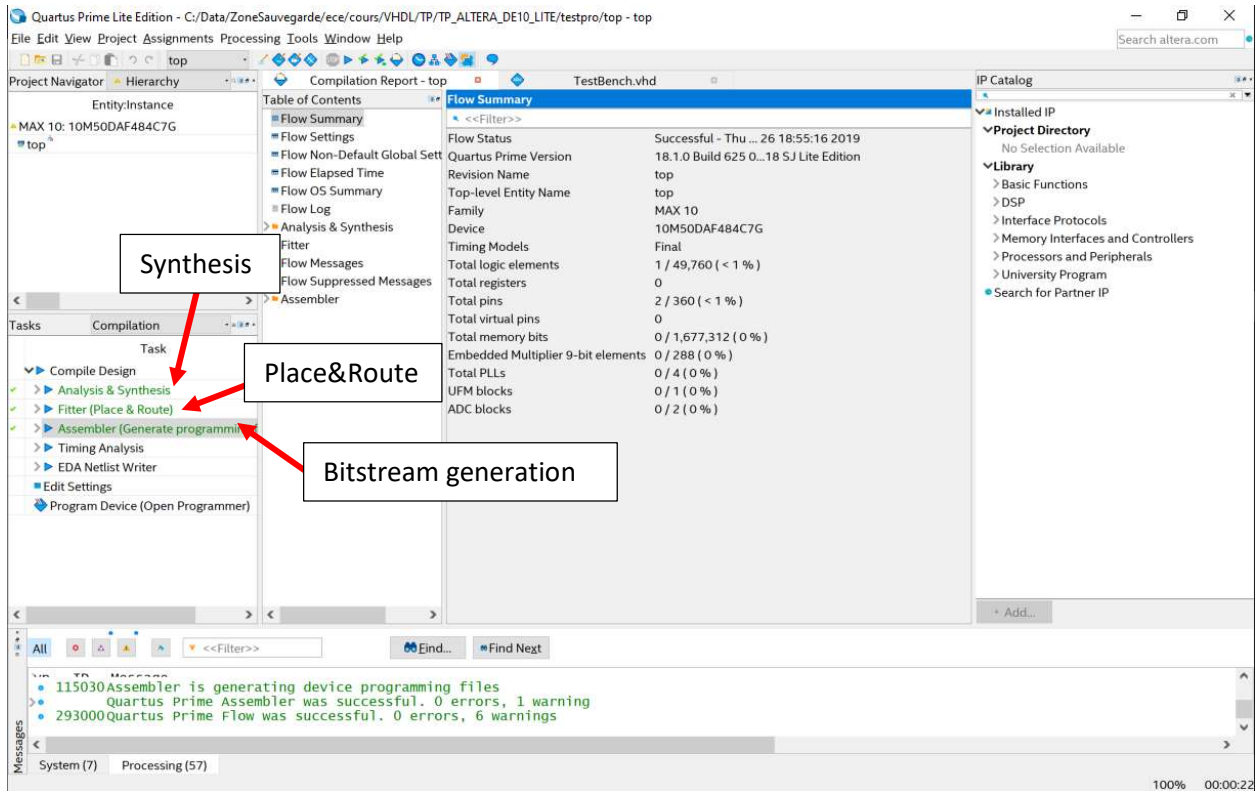 Quartus Prime Lite Edition - C:/Data/ZoneSauvegarde/ece/cours/VHDL/TP/TP_ALTERA_DE10_LITE/testpro/top - top
File Edit View Project Assignments Processing Tools Window Help
Search altera.com
top
Project Navigator Hierarchy
Entity:Instance
MAX 10: 10M50DAF484C7G
top
Compilation Report - top
TestBench.vhd
Table of Contents
Flow Summary
Flow Settings
Flow Non-Default Global Sett
Flow Elapsed Time
Flow OS Summary
Flow Log
Analysis & Synthesis
Fitter
Flow Messages
Flow Suppressed Messages
Assembler
Flow Summary
<<Filter>>
Flow Status Successful - Thu ... 26 18:55:16 2019
Quartus Prime Version 18.1.0 Build 625 0...18 SJ Lite Edition
Revision Name top
Top-level Entity Name top
Family MAX 10
Device 10M50DAF484C7G
Timing Models Final
Total logic elements 1 / 49,760 ( < 1 % )
Total registers 0
Total pins 2 / 360 ( < 1 % )
Total virtual pins 0
Total memory bits 0 / 1,677,312 ( 0 % )
Embedded Multiplier 9-bit elements 0 / 288 ( 0 % )
Total PLLs 0 / 4 ( 0 % )
UFM blocks 0 / 1 ( 0 % )
ADC blocks 0 / 2 ( 0 % )
IP Catalog
Installed IP
Project Directory
No Selection Available
Library
Basic Functions
DSP
Interface Protocols
Memory Interfaces and Controllers
Processors and Peripherals
University Program
Search for Partner IP
+ Add...
Synthesis
Place&Route
Bitstream generation
Tasks Compilation
Task
Compile Design
Analysis & Synthesis
Fitter (Place & Route)
Assembler (Generate programming f
Timing Analysis
EDA Netlist Writer
Edit Settings
Program Device (Open Programmer)
All
<<Filter>>
Find...
Find Next
ID Message
115030 Assembler is generating device programming files
Quartus Prime Assembler was successful. 0 errors, 1 warning
293000 Quartus Prime Flow was successful. 0 errors, 6 warnings
Messages
System (7) Processing (57)
100% 00:00:22